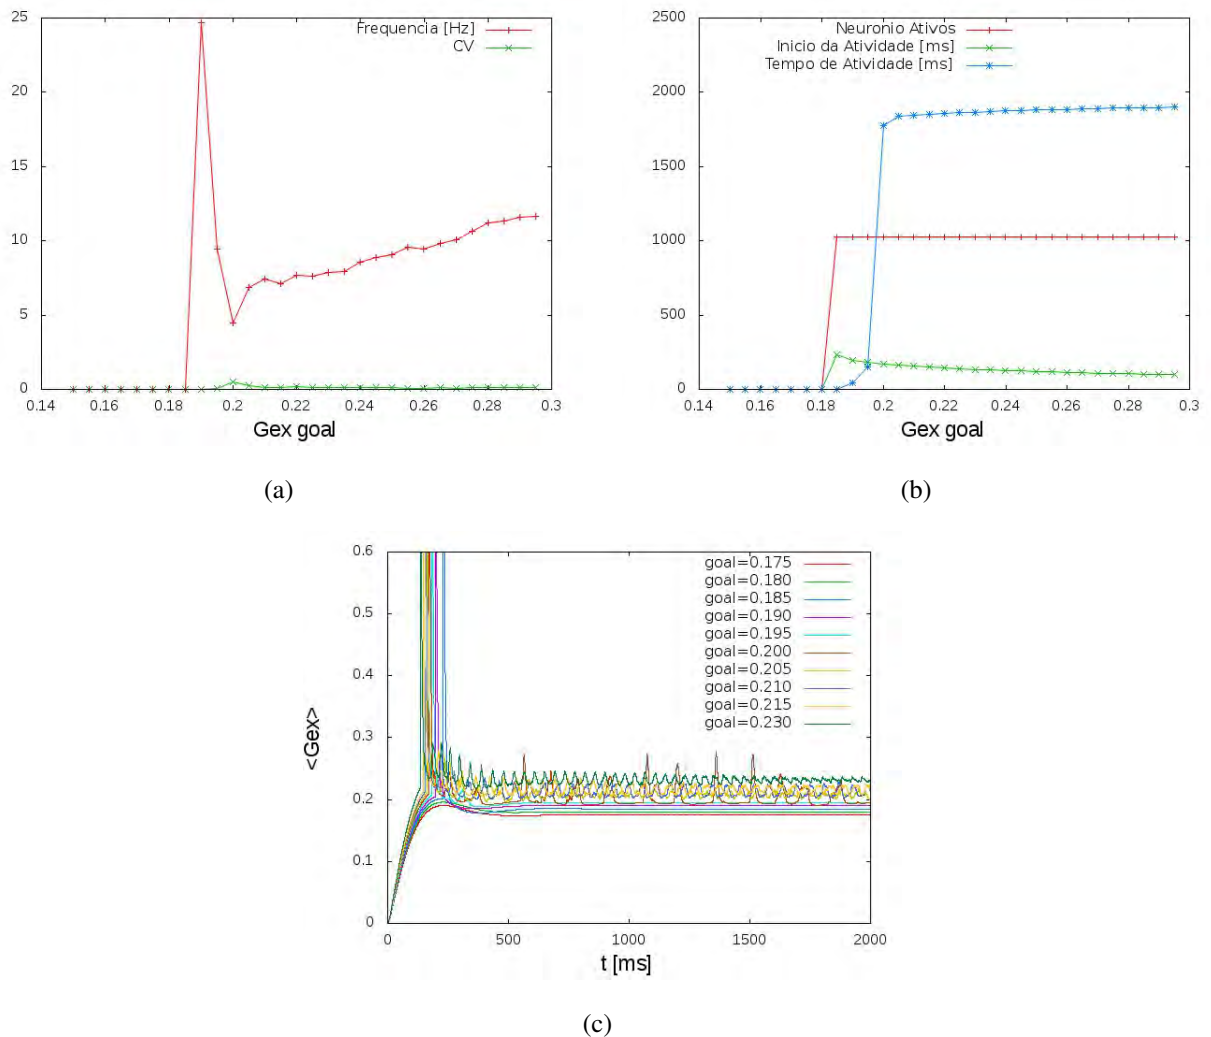 Frequencia [Hz]
CV
25
20
15
10
5
0
0.14 0.16 0.18 0.2 0.22 0.24 0.26 0.28 0.3
Gex goal
(a)
Neuronio Ativos
Inicio da Atividade [ms]
Tempo de Atividade [ms]
2500
2000
1500
1000
500
0
0.14 0.16 0.18 0.2 0.22 0.24 0.26 0.28 0.3
Gex goal
(b)
goal=0.175
goal=0.180
goal=0.185
goal=0.190
goal=0.195
goal=0.200
goal=0.205
goal=0.210
goal=0.215
goal=0.230
0.6
0.5
0.4
0.3
0.2
0.1
0
<Gex>
0 500 1000 1500 2000
t [ms]
(c)